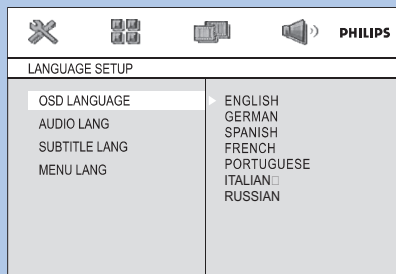 PHILIPS
LANGUAGE SETUP
OSD LANGUAGE
AUDIO LANG
SUBTITLE LANG
MENU LANG
ENGLISH
GERMAN
SPANISH
FRENCH
PORTUGUESE
ITALIAN□
RUSSIAN